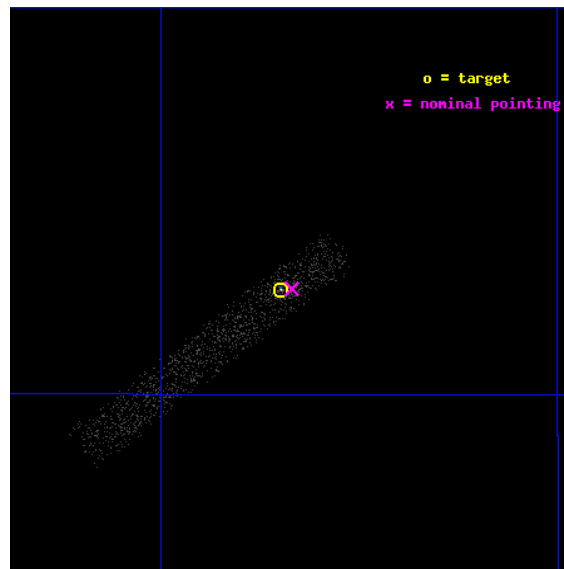 o = target
x = nominal pointing